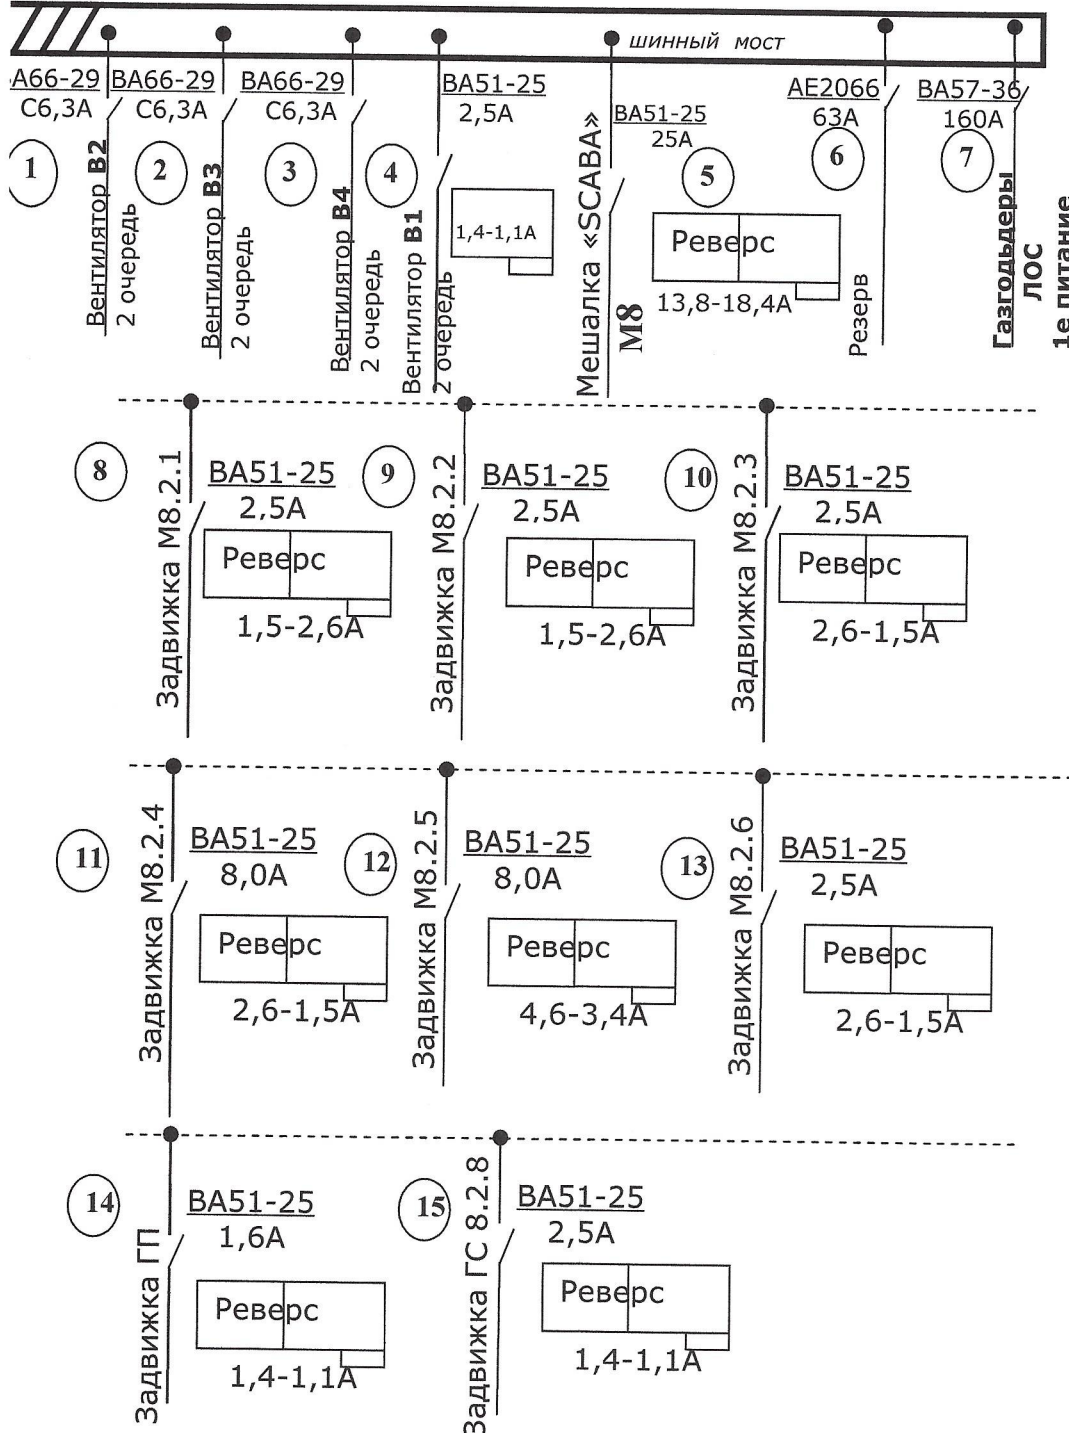 шинный мост
ВА66-29
С6,3А
1
Вентилятор В2
2 очередь
ВА66-29
С6,3А
2
Вентилятор В3
2 очередь
ВА66-29
С6,3А
3
Вентилятор В4
2 очередь
ВА51-25
2,5А
4
Вентилятор В1
2 очередь
1,4-1,1А
ВА51-25
25А
5
Мешалка «SCABA»
М8
Реверс
13,8-18,4А
АЕ2066
63А
6
Резерв
ВА57-36
160А
7
Газгодьдеры
ЛОС
1е питание
8
Задвижка М8.2.1
ВА51-25
2,5А
Реверс
1,5-2,6А
9
Задвижка М8.2.2
ВА51-25
2,5А
Реверс
1,5-2,6А
10
Задвижка М8.2.3
ВА51-25
2,5А
Реверс
2,6-1,5А
11
Задвижка М8.2.4
ВА51-25
8,0А
Реверс
2,6-1,5А
12
Задвижка М8.2.5
ВА51-25
8,0А
Реверс
4,6-3,4А
13
Задвижка М8.2.6
ВА51-25
2,5А
Реверс
2,6-1,5А
14
Задвижка ГП
ВА51-25
1,6А
Реверс
1,4-1,1А
15
Задвижка ГС 8.2.8
ВА51-25
2,5А
Реверс
1,4-1,1А